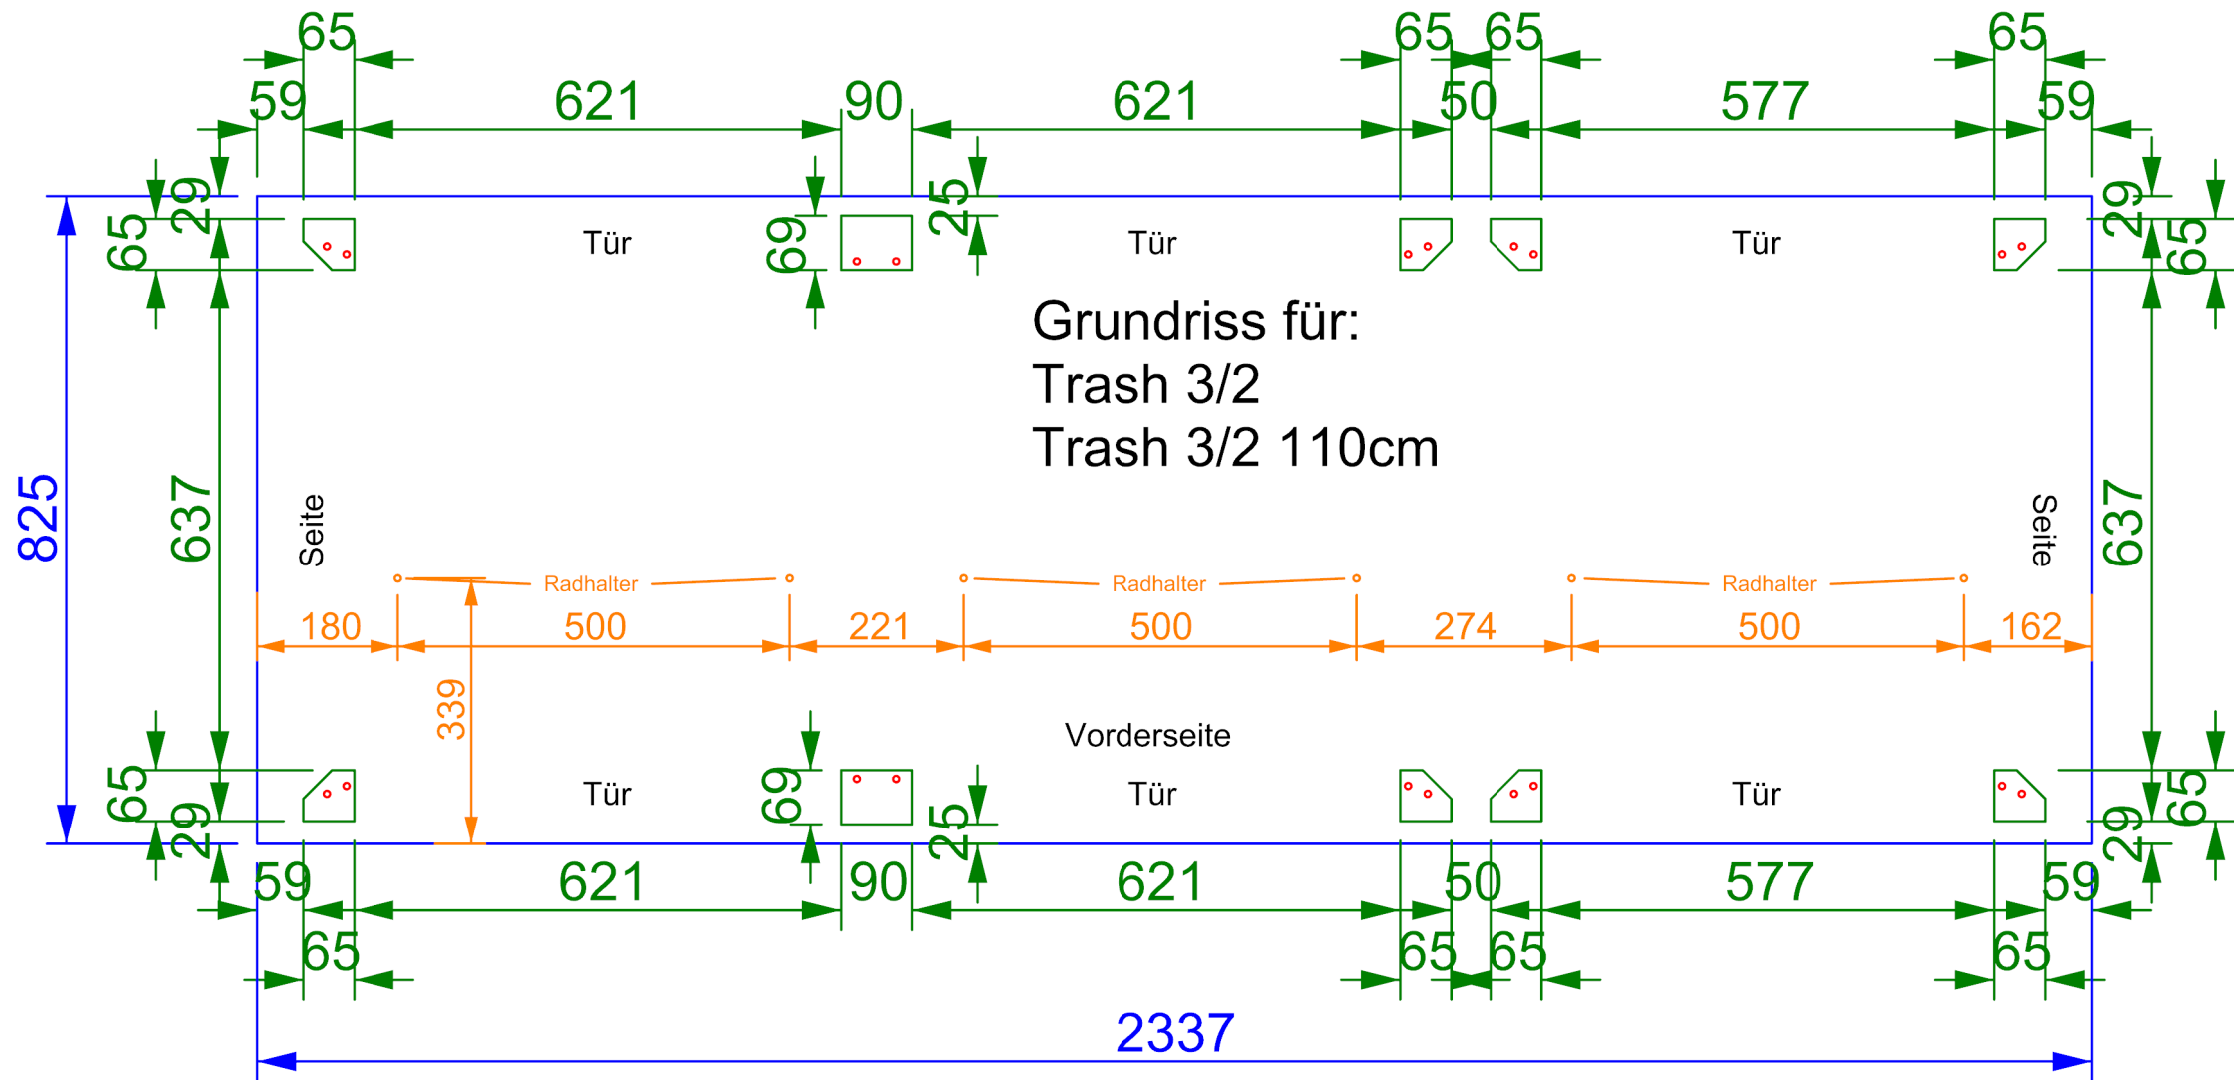 65 65 65 65
59 621 90 621 50 577 59
29 25 29
65 69 65
Tür Tür Tür
Grundriss für:
Trash 3/2
Trash 3/2 110cm
825 637 Seite Seite 637
Radhalter Radhalter Radhalter
180 500 221 500 274 500 162
339
Vorderseite
65 69 65
Tür Tür Tür
29 25 29
59 621 90 621 50 577 59
65 65 65 65
2337